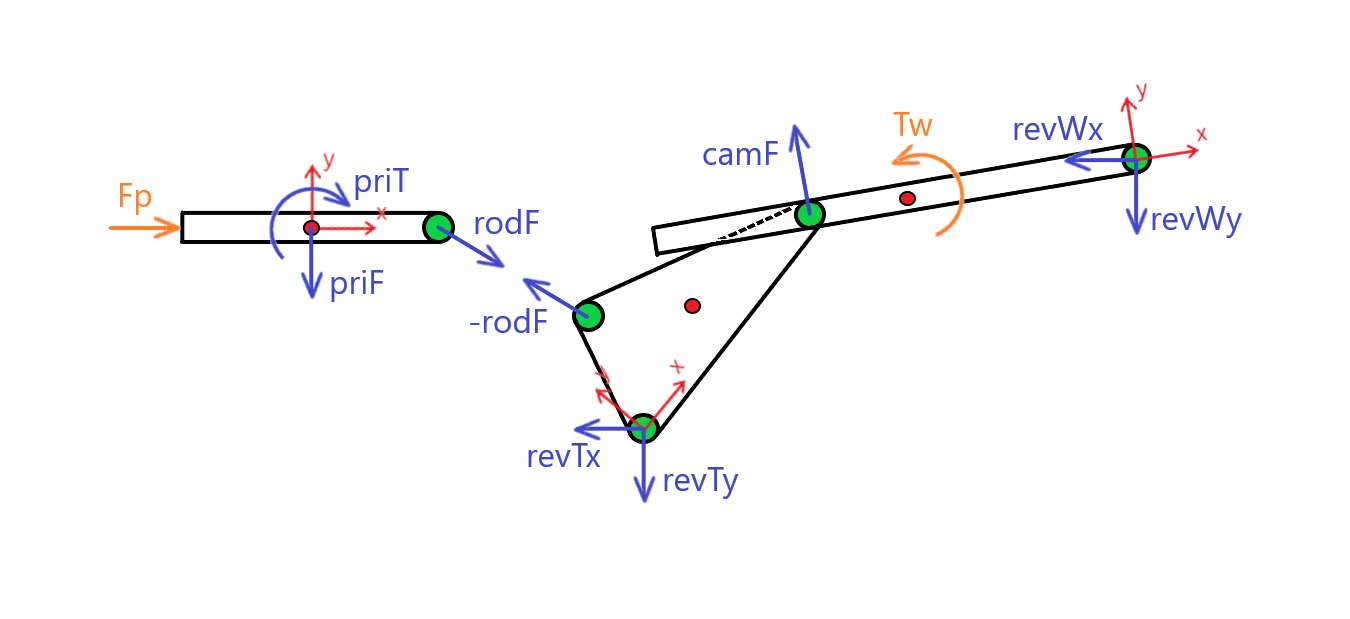 Fp
y
priT
x
priF
rodF
-rodF
camF
Tw
revWx
y
x
revWy
y
x
revTx
revTy